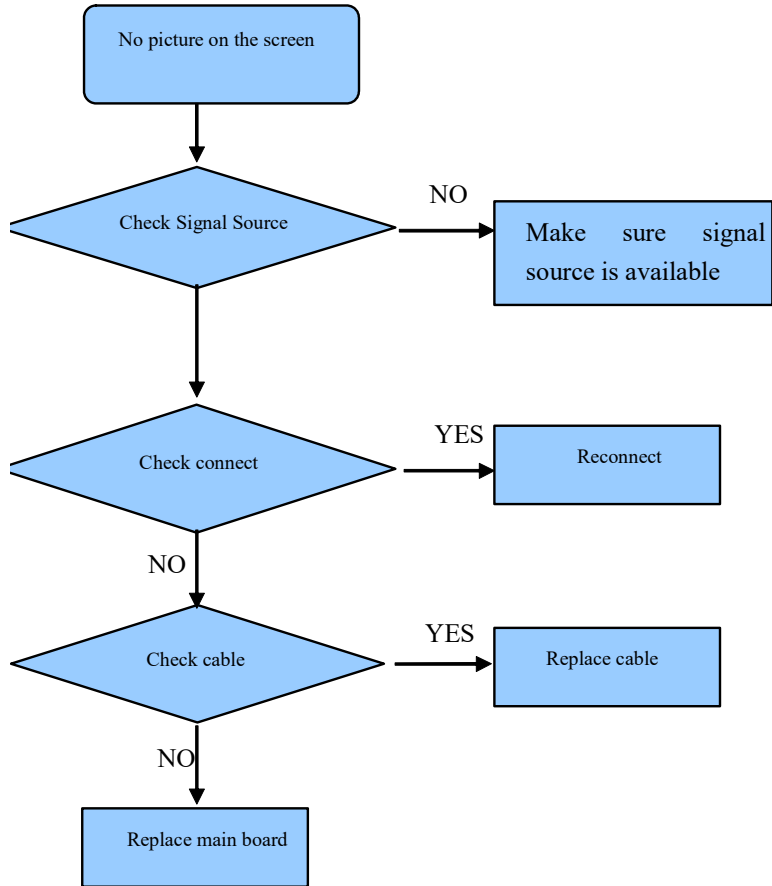 No picture on the screen
Check Signal Source
NO
Make sure signal
source is available
Check connect
YES
Reconnect
NO
Check cable
YES
Replace cable
NO
Replace main board